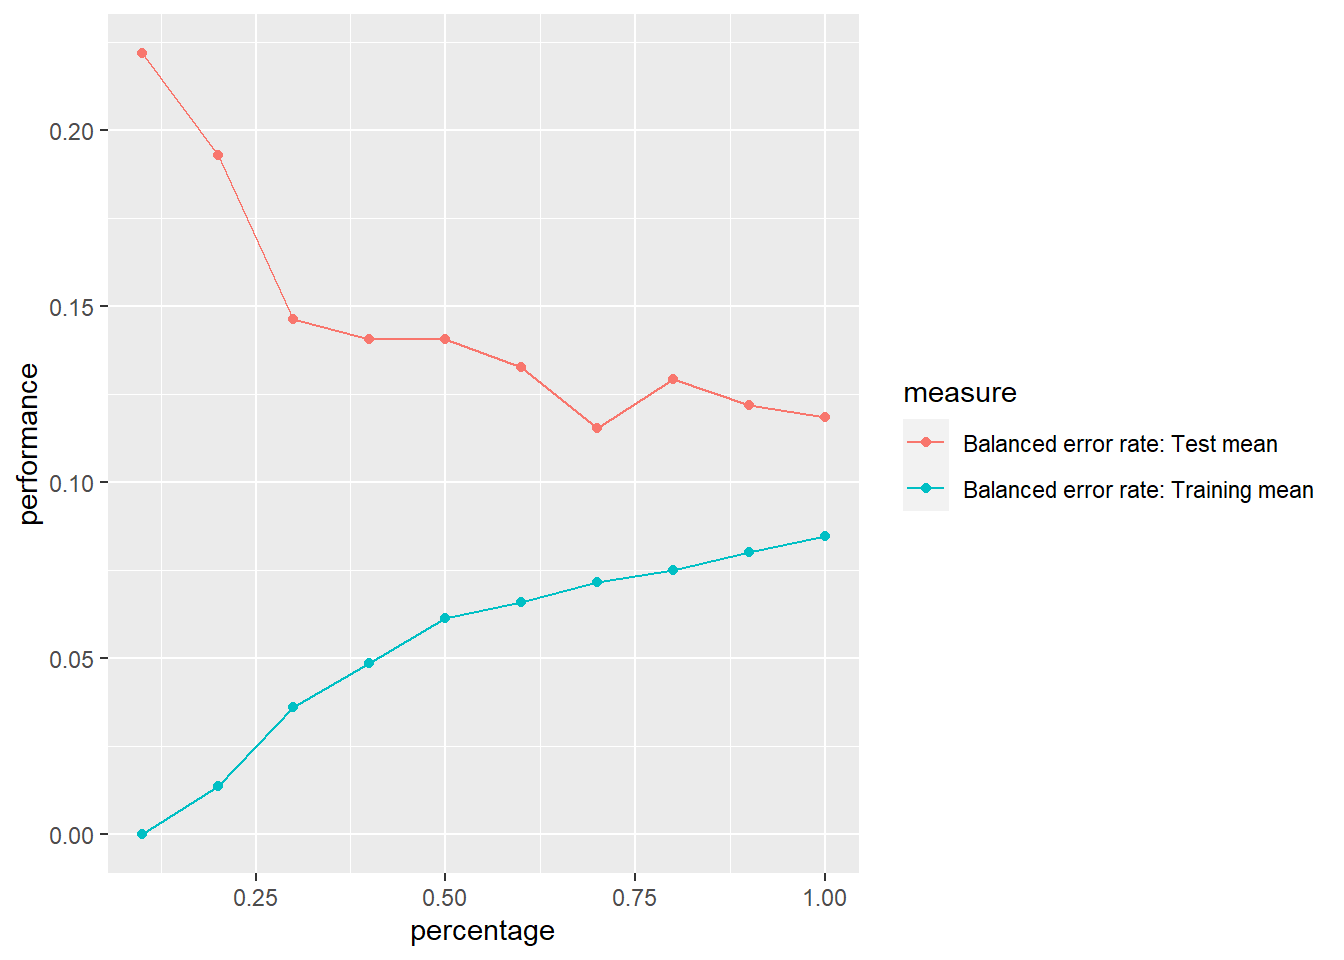 performance
0.20
0.15
0.10
0.05
0.00
0.25 0.50 0.75 1.00
percentage
measure
Balanced error rate: Test mean
Balanced error rate: Training mean